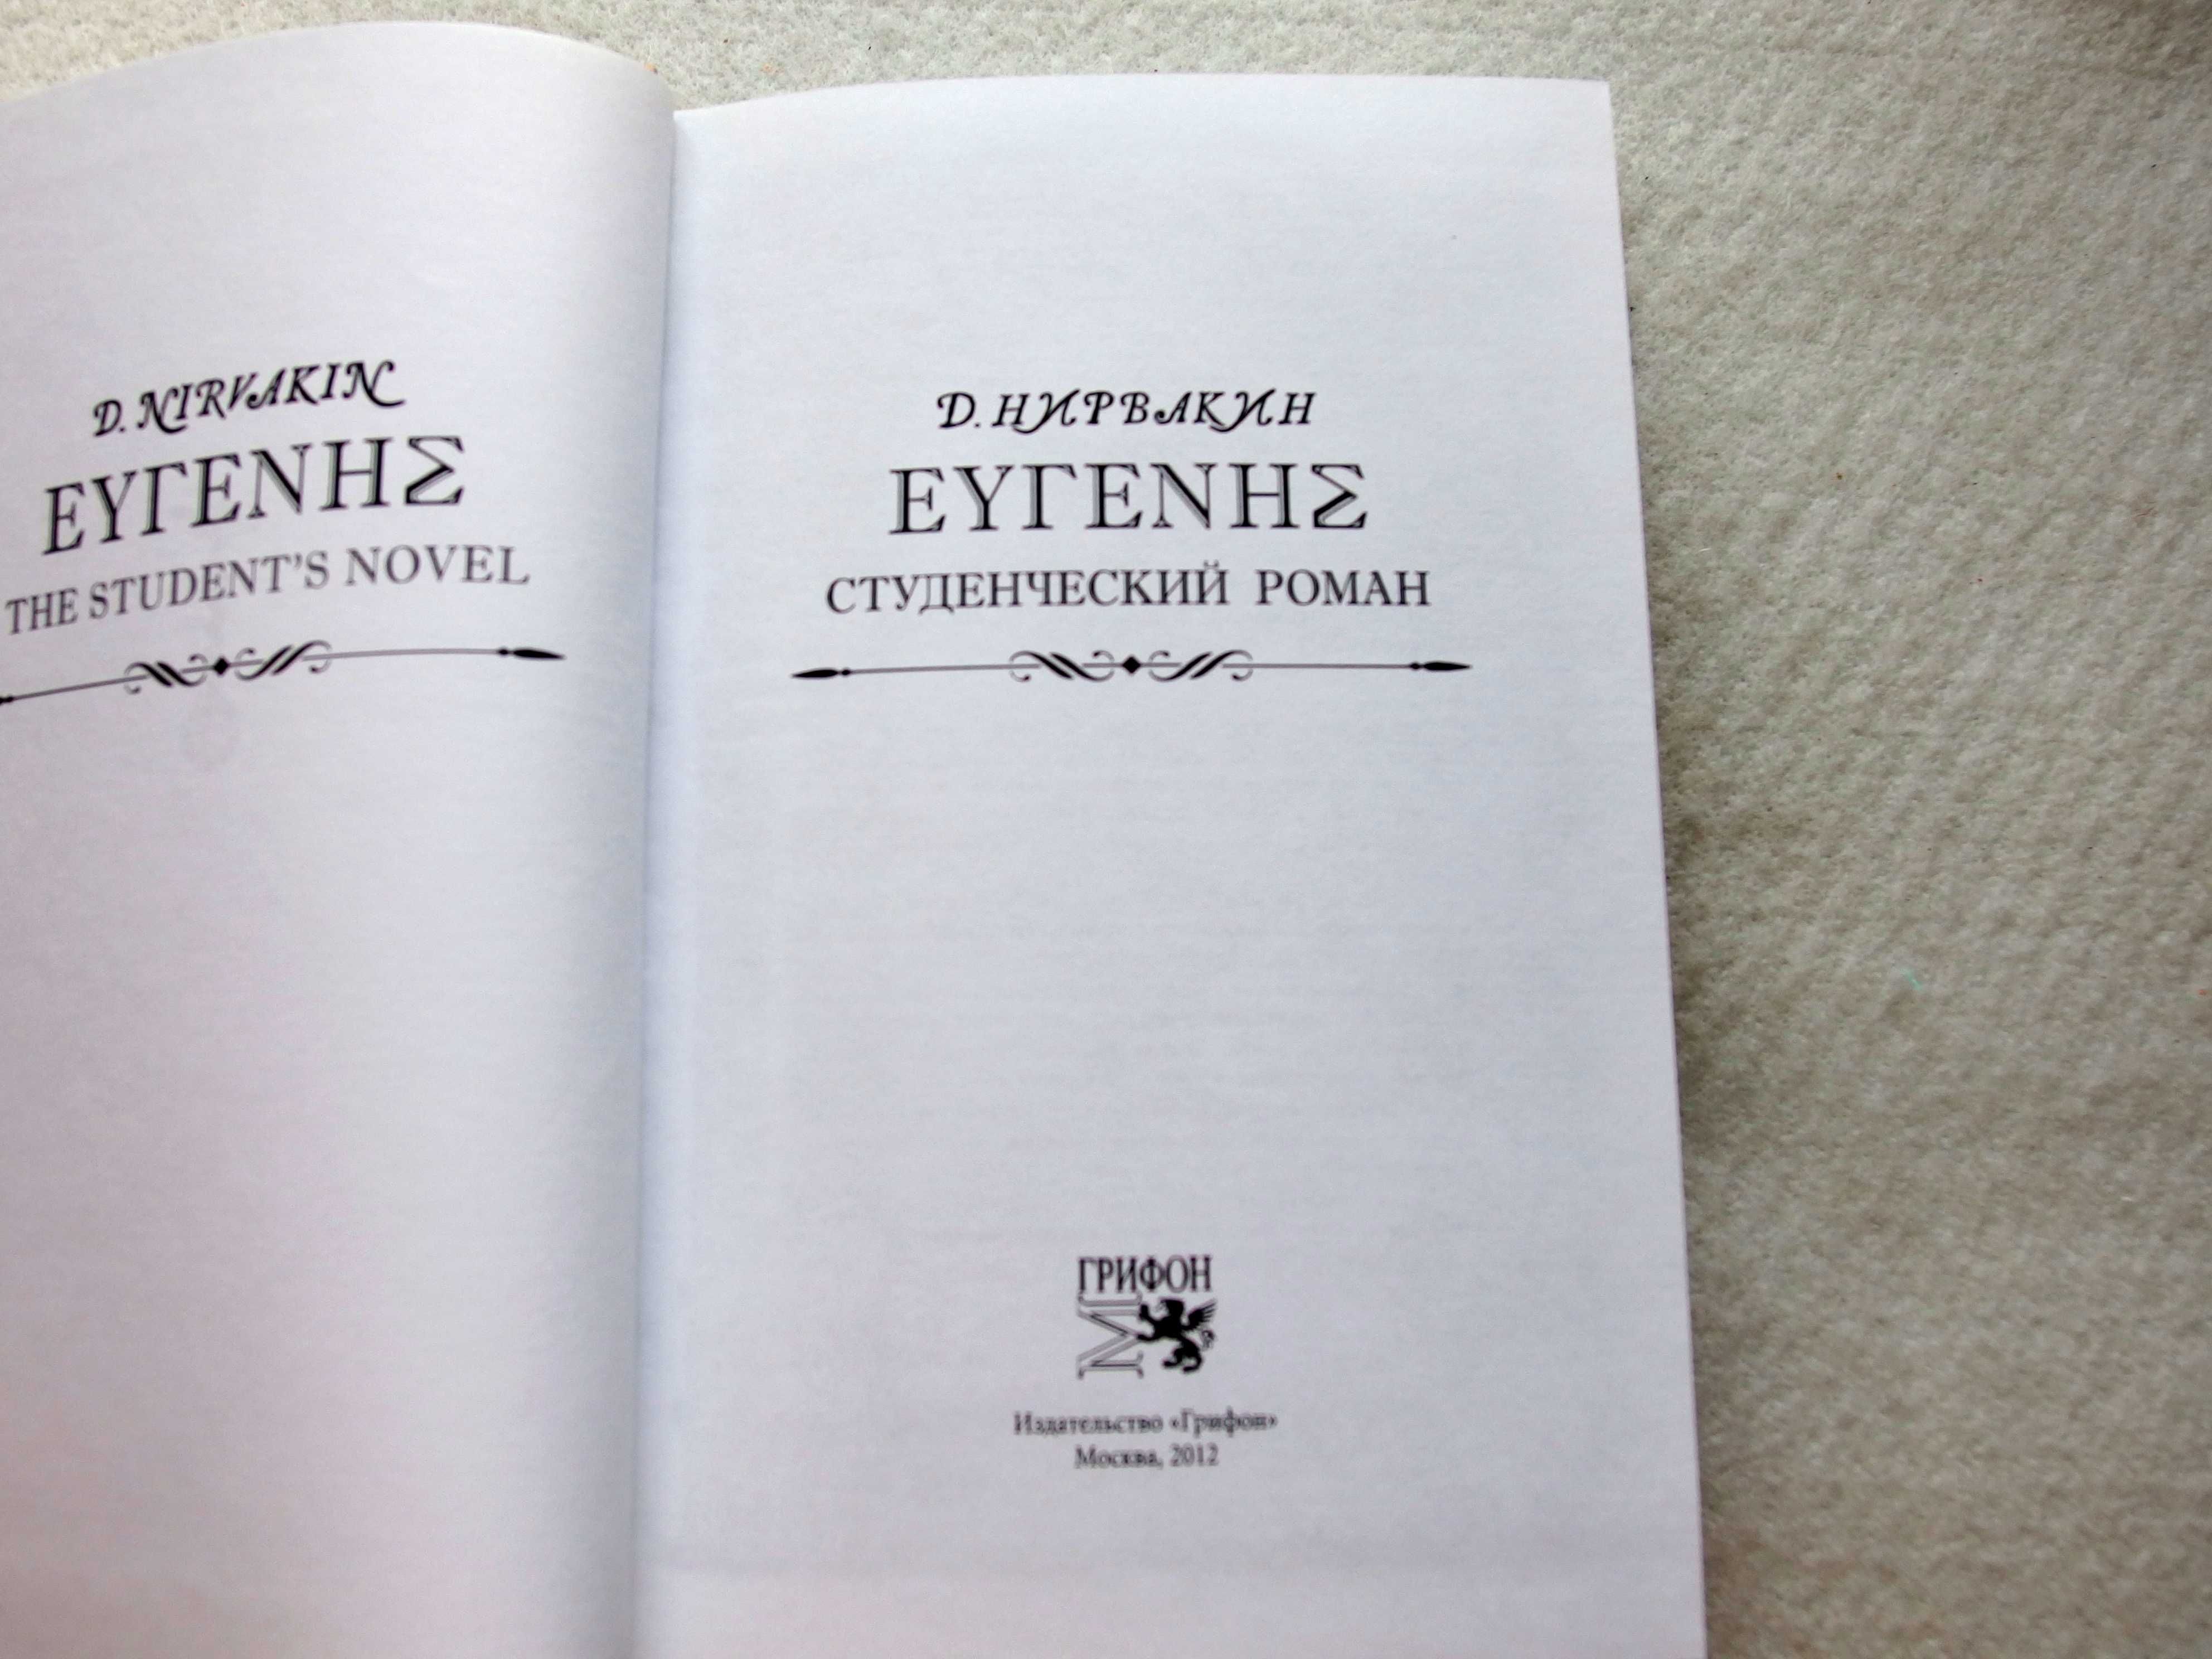 D. NIRVAKIN
ΕΥΓΕΝΗΣ
THE STUDENT'S NOVEL
Д. НИРВАКИН
ΕΥΓΕΝΗΣ
СТУДЕНЧЕСКИЙ РОМАН
ГРИФОН
М
Издательство «Грифон»
Москва, 2012